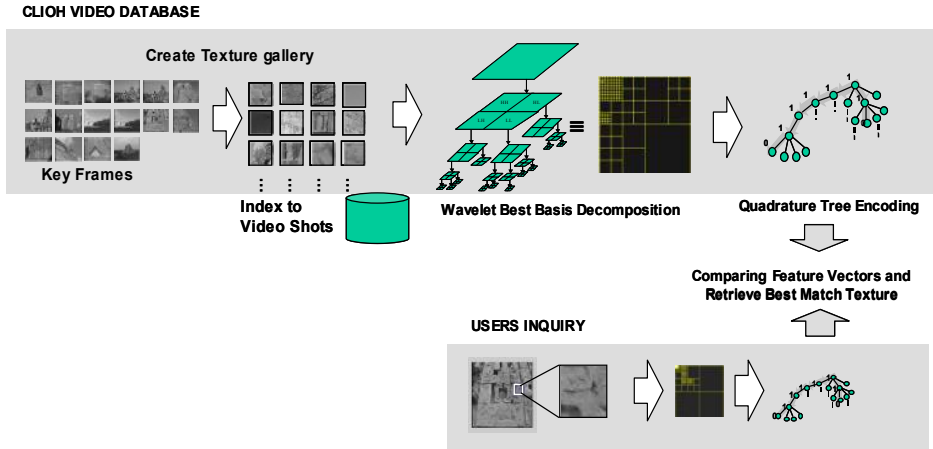 CLIOH VIDEO DATABASE
Create Texture gallery
Key Frames
Index to
Video Shots
Wavelet Best Basis Decomposition
Quadrature Tree Encoding
Comparing Feature Vectors and
Retrieve Best Match Texture
USERS INQUIRY